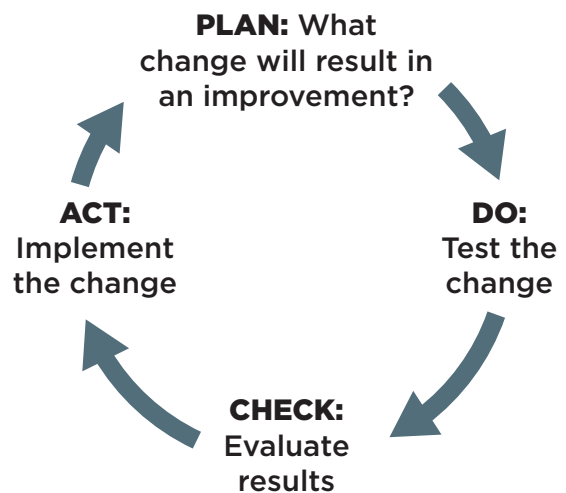 PLAN: What
change will result in
an improvement?
DO:
Test the
change
CHECK:
Evaluate
results
ACT:
Implement
the change